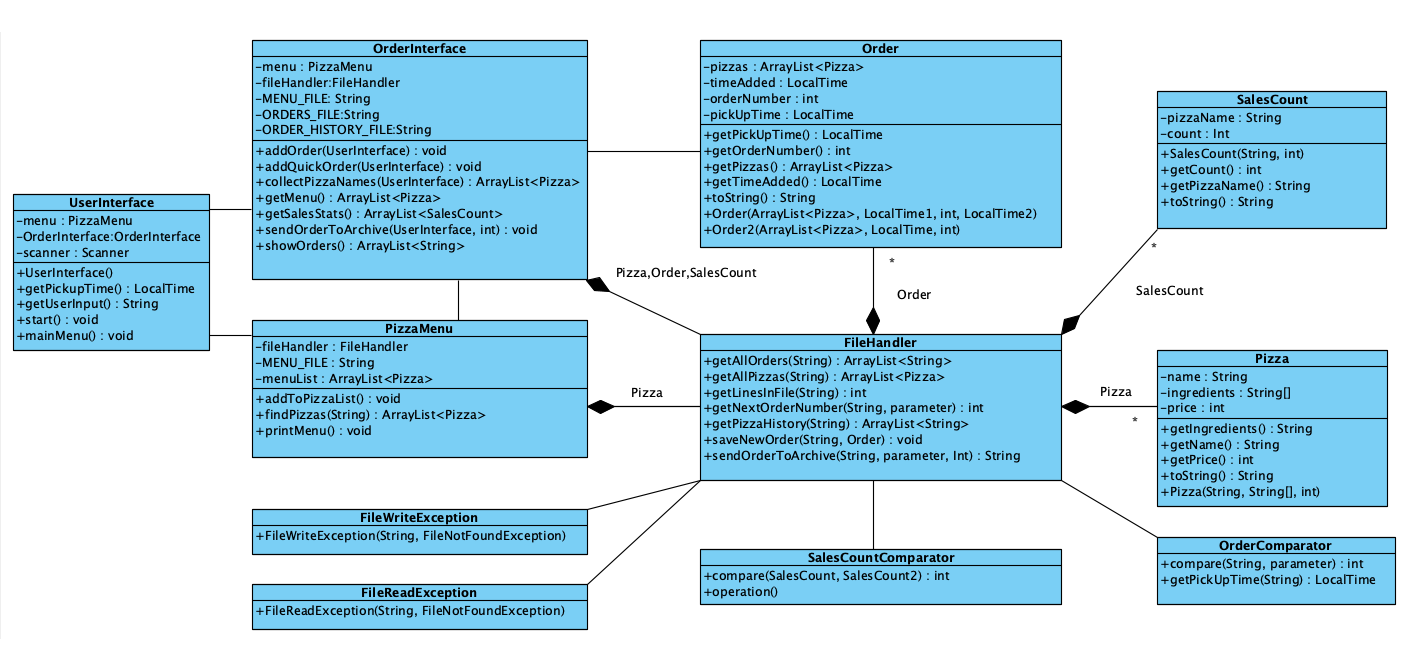 OrderInterface
-menu : PizzaMenu
-fileHandler:FileHandler
-MENU_FILE: String
-ORDERS_FILE:String
-ORDER_HISTORY_FILE:String
+addOrder(UserInterface) : void
+addQuickOrder(UserInterface) : void
+collectPizzaNames(UserInterface) : ArrayList<Pizza>
+getMenu() : ArrayList<Pizza>
+getSalesStats() : ArrayList<SalesCount>
+sendOrderToArchive(UserInterface, int) : void
+showOrders() : ArrayList<String>
Order
-pizzas : ArrayList<Pizza>
-timeAdded : LocalTime
-orderNumber : int
-pickUpTime : LocalTime
+getPickUpTime() : LocalTime
+getOrderNumber() : int
+getPizzas() : ArrayList<Pizza>
+getTimeAdded() : LocalTime
+toString() : String
+Order(ArrayList<Pizza>, LocalTime1, int, LocalTime2)
+Order2(ArrayList<Pizza>, LocalTime, int)
SalesCount
-pizzaName : String
-count : Int
+SalesCount(String, int)
+getCount() : int
+getPizzaName() : String
+toString() : String
UserInterface
-menu : PizzaMenu
-OrderInterface:OrderInterface
-scanner : Scanner
+UserInterface()
+getPickupTime() : LocalTime
+getUserInput() : String
+start() : void
+mainMenu() : void
Pizza,Order,SalesCount
*
Order
*
SalesCount
PizzaMenu
-fileHandler : FileHandler
-MENU_FILE : String
-menuList : ArrayList<Pizza>
+addToPizzaList() : void
+findPizzas(String) : ArrayList<Pizza>
+printMenu() : void
Pizza
FileHandler
+getAllOrders(String) : ArrayList<String>
+getAllPizzas(String) : ArrayList<Pizza>
+getLinesInFile(String) : int
+getNextOrderNumber(String, parameter) : int
+getPizzaHistory(String) : ArrayList<String>
+saveNewOrder(String, Order) : void
+sendOrderToArchive(String, parameter, Int) : String
Pizza
*
Pizza
-name : String
-ingredients : String[]
-price : int
+getIngredients() : String
+getName() : String
+getPrice() : int
+toString() : String
+Pizza(String, String[], int)
FileWriteException
+FileWriteException(String, FileNotFoundException)
FileReadException
+FileReadException(String, FileNotFoundException)
SalesCountComparator
+compare(SalesCount, SalesCount2) : int
+operation()
OrderComparator
+compare(String, parameter) : int
+getPickUpTime(String) : LocalTime